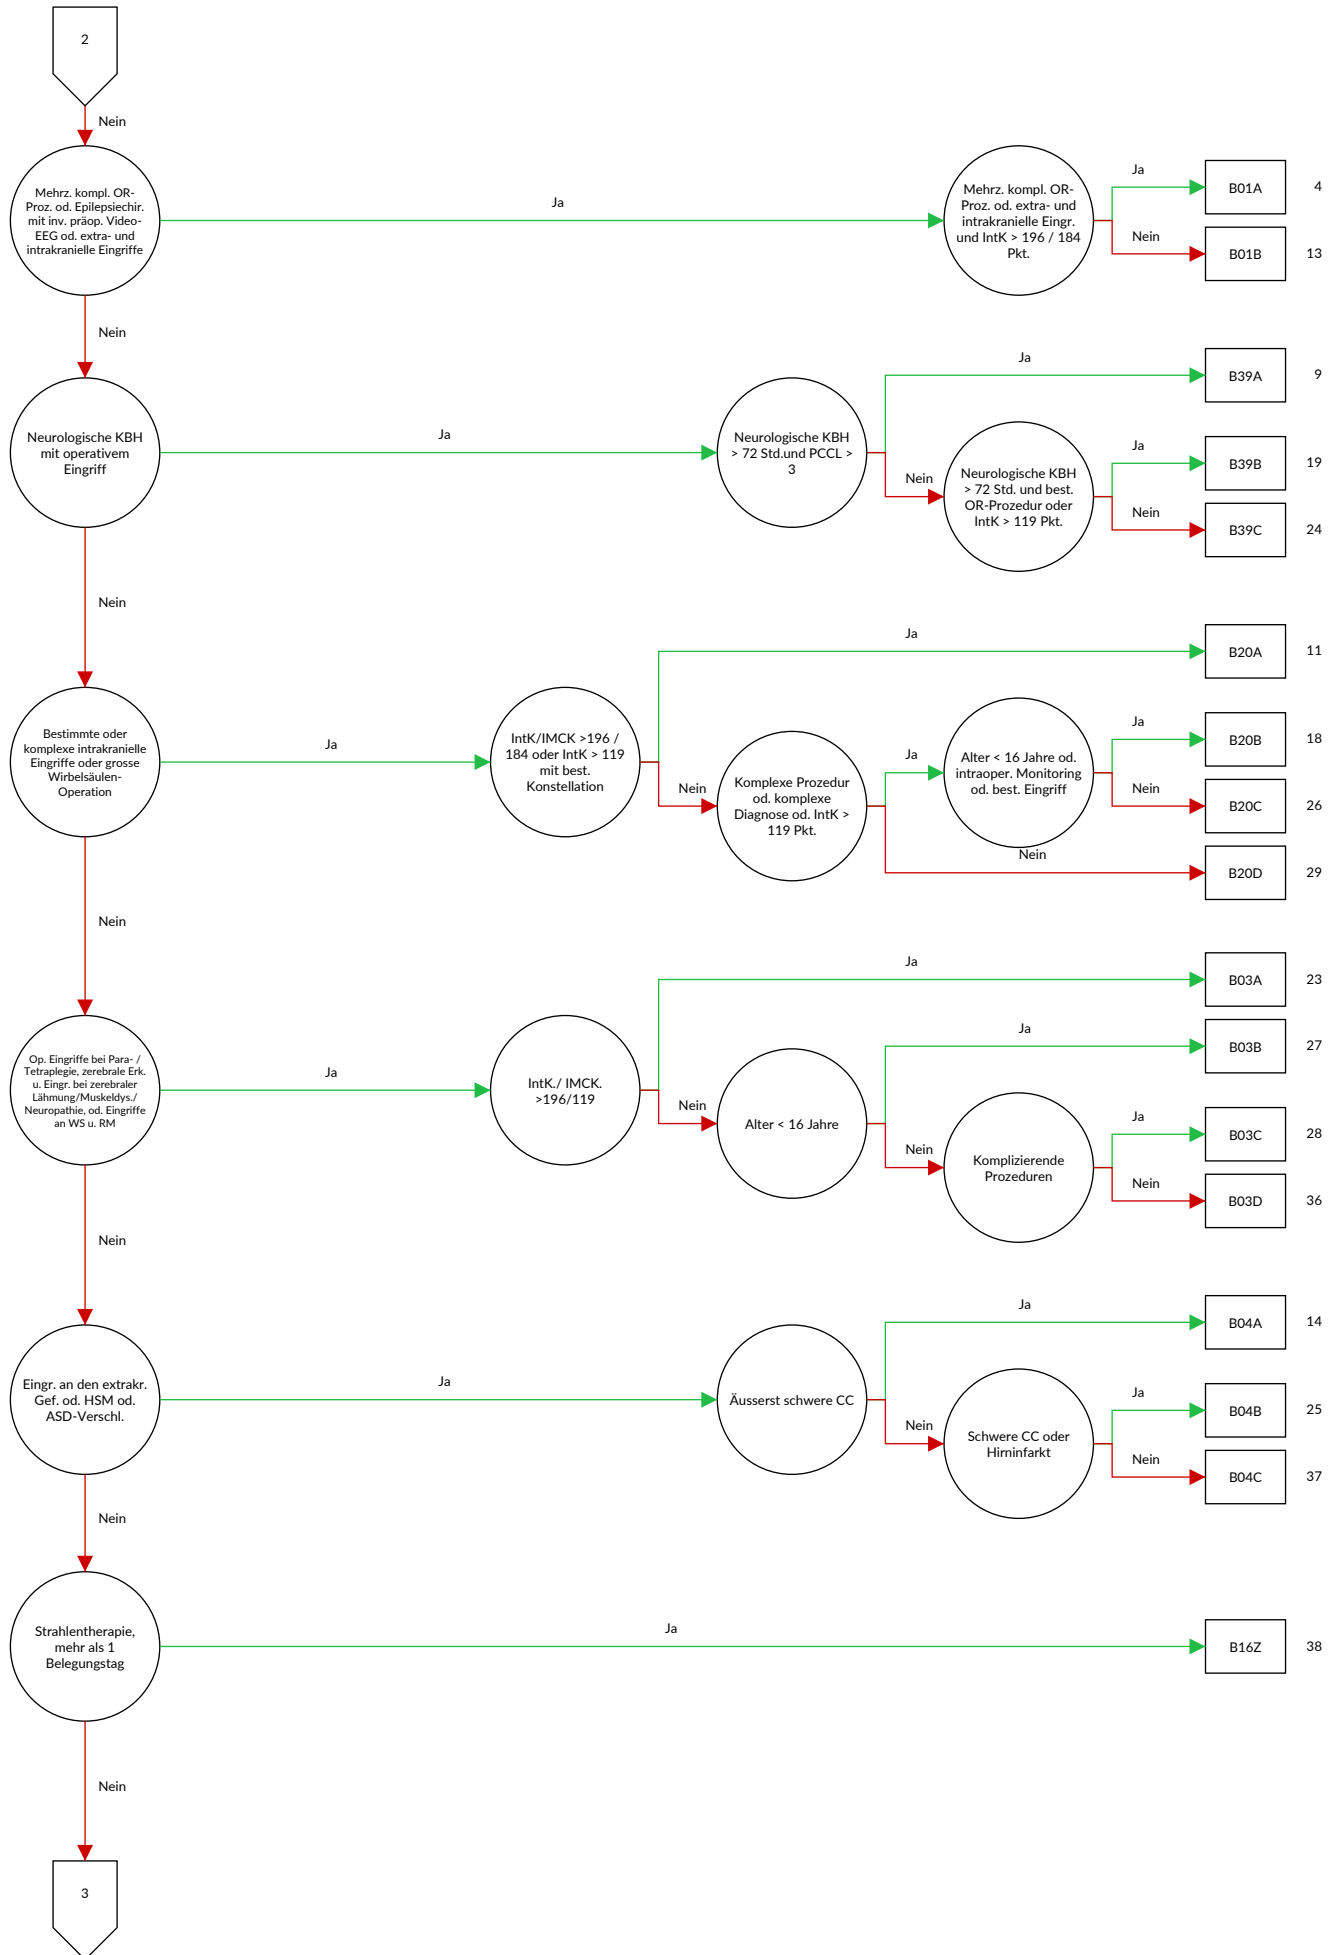 2
Nein
Mehrz. kompl. OR-
Proz. od. Epilepsiechir.
mit inv. präop. Video-
EEG od. extra- und
intrakranielle Eingriffe
Ja
Mehrz. kompl. OR-
Proz. od. extra- und
intrakranielle Eingr.
und IntK > 196 / 184
Pkt.
Ja
B01A
4
Nein
B01B
13
Nein
Neurologische KBH
mit operativem
Eingriff
Ja
Neurologische KBH
> 72 Std.und PCCL >
3
Ja
B39A
9
Nein
Neurologische KBH
> 72 Std. und best.
OR-Prozedur oder
IntK > 119 Pkt.
Ja
B39B
19
Nein
B39C
24
Nein
Bestimmte oder
komplexe intrakranielle
Eingriffe oder grosse
Wirbelsäulen-
Operation
Ja
IntK/IMCK >196 /
184 oder IntK > 119
mit best.
Konstellation
Ja
B20A
11
Nein
Komplexe Prozedur
od. komplexe
Diagnose od. IntK >
119 Pkt.
Ja
Alter < 16 Jahre od.
intraoper. Monitoring
od. best. Eingriff
Ja
B20B
18
Nein
B20C
26
Nein
B20D
29
Nein
Op. Eingriffe bei Para- /
Tetraplegie, zerebrale Erk.
u. Eingr. bei zerebraler
Lähmung/Muskeldys./
Neuropathie, od. Eingriffe
an WS u. RM
Ja
IntK./ IMCK.
>196/119
Ja
B03A
23
Nein
Alter < 16 Jahre
Ja
B03B
27
Nein
Komplizierende
Prozeduren
Ja
B03C
28
Nein
B03D
36
Nein
Eingr. an den extrakr.
Gef. od. HSM od.
ASD-Verschl.
Ja
Äusserst schwere CC
Ja
B04A
14
Nein
Schwere CC oder
Hirninfarkt
Ja
B04B
25
Nein
B04C
37
Nein
Strahlentherapie,
mehr als 1
Belegungstag
Ja
B16Z
38
Nein
3